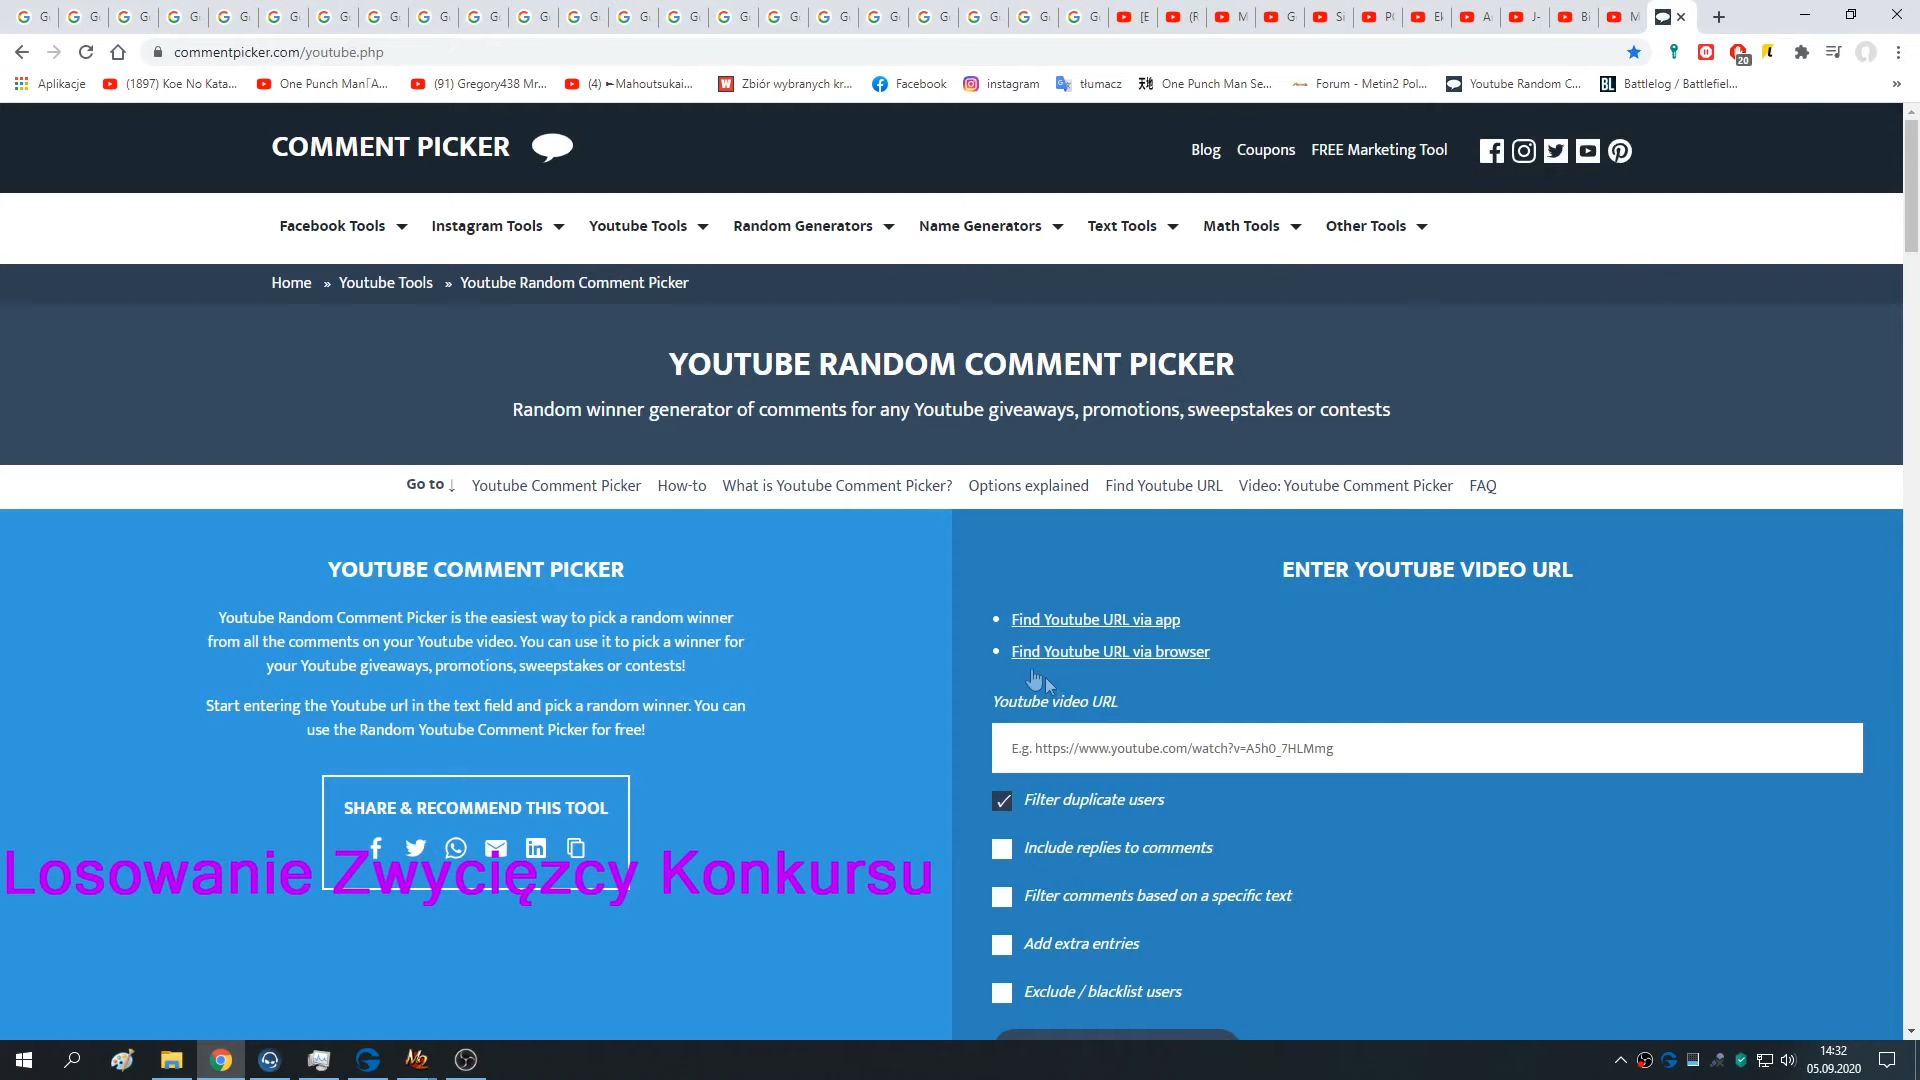 commentpicker.com/youtube.php
20
Aplikacje
(1897) Koe No Kata...
One Punch Man「A...
(91) Gregory438 Mr...
(4) ➳Mahoutsukai...
Zbiór wybranych kr...
Facebook
instagram
tłumacz
One Punch Man Se...
Forum - Metin2 Pol...
Youtube Random C...
Battlelog / Battlefiel...
COMMENT PICKER
Blog
Coupons
FREE Marketing Tool
Facebook Tools
Instagram Tools
Youtube Tools
Random Generators
Name Generators
Text Tools
Math Tools
Other Tools
Home » Youtube Tools » Youtube Random Comment Picker
YOUTUBE RANDOM COMMENT PICKER
Random winner generator of comments for any Youtube giveaways, promotions, sweepstakes or contests
Go to ↓
Youtube Comment Picker
How-to
What is Youtube Comment Picker?
Options explained
Find Youtube URL
Video: Youtube Comment Picker
FAQ
YOUTUBE COMMENT PICKER
Youtube Random Comment Picker is the easiest way to pick a random winner
from all the comments on your Youtube video. You can use it to pick a winner for
your Youtube giveaways, promotions, sweepstakes or contests!
Start entering the Youtube url in the text field and pick a random winner. You can
use the Random Youtube Comment Picker for free!
SHARE & RECOMMEND THIS TOOL
Losowanie Zwycięzcy Konkursu
ENTER YOUTUBE VIDEO URL
• Find Youtube URL via app
• Find Youtube URL via browser
Youtube video URL
E.g. https://www.youtube.com/watch?v=A5h0_7HLMmg
Filter duplicate users
Include replies to comments
Filter comments based on a specific text
Add extra entries
Exclude / blacklist users
14:32
05.09.2020